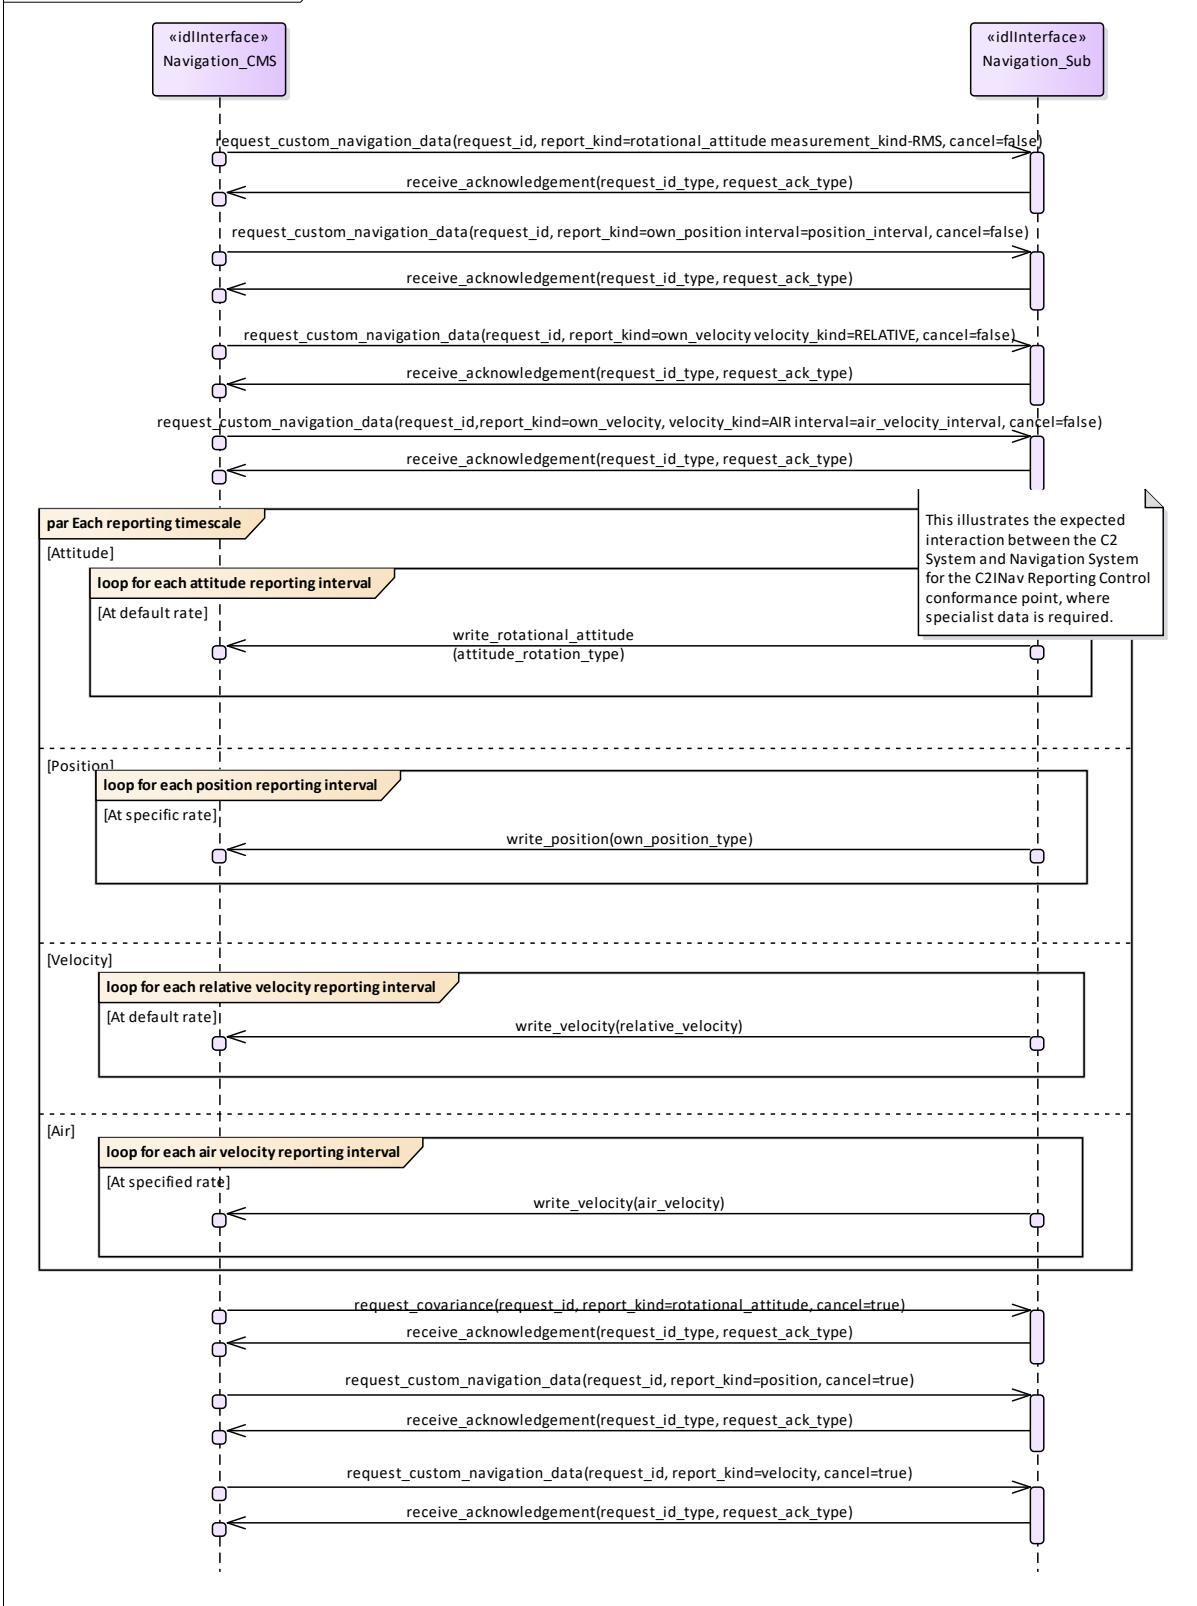 «idlInterface»
Navigation_CMS
«idlInterface»
Navigation_Sub
request_custom_navigation_data(request_id, report_kind=rotational_attitude measurement_kind-RMS, cancel=false)
receive_acknowledgement(request_id_type, request_ack_type)
request_custom_navigation_data(request_id, report_kind=own_position interval=position_interval, cancel=false)
receive_acknowledgement(request_id_type, request_ack_type)
request_custom_navigation_data(request_id, report_kind=own_velocity velocity_kind=RELATIVE, cancel=false)
receive_acknowledgement(request_id_type, request_ack_type)
request_custom_navigation_data(request_id,report_kind=own_velocity, velocity_kind=AIR interval=air_velocity_interval, cancel=false)
receive_acknowledgement(request_id_type, request_ack_type)
par Each reporting timescale
[Attitude]
This illustrates the expected
interaction between the C2
System and Navigation System
for the C2INav Reporting Control
conformance point, where
specialist data is required.
loop for each attitude reporting interval
[At default rate]
write_rotational_attitude
(attitude_rotation_type)
[Position]
loop for each position reporting interval
[At specific rate]
write_position(own_position_type)
[Velocity]
loop for each relative velocity reporting interval
[At default rate]
write_velocity(relative_velocity)
[Air]
loop for each air velocity reporting interval
[At specified rate]
write_velocity(air_velocity)
request_covariance(request_id, report_kind=rotational_attitude, cancel=true)
receive_acknowledgement(request_id_type, request_ack_type)
request_custom_navigation_data(request_id, report_kind=position, cancel=true)
receive_acknowledgement(request_id_type, request_ack_type)
request_custom_navigation_data(request_id, report_kind=velocity, cancel=true)
receive_acknowledgement(request_id_type, request_ack_type)